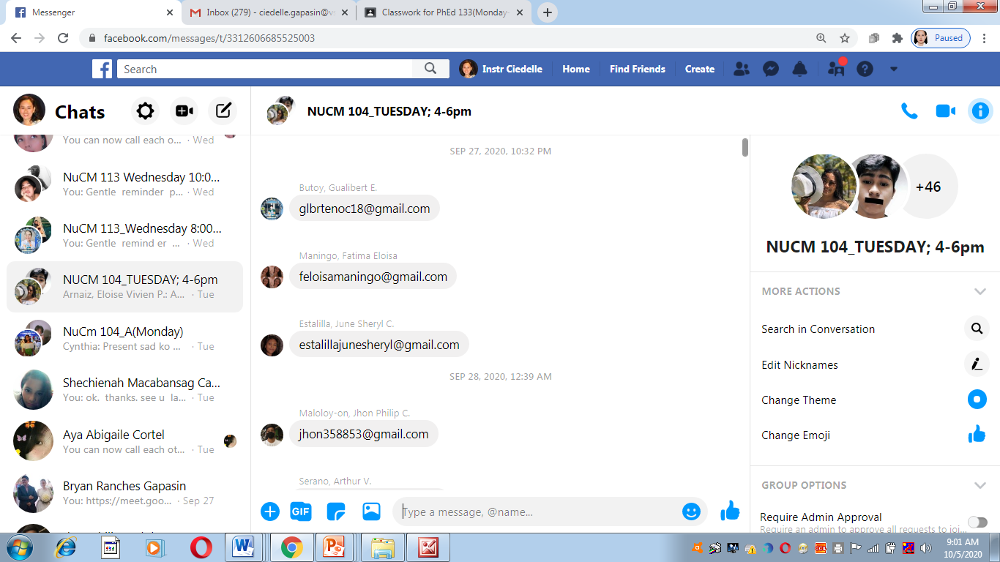 Messenger
Inbox (279) - ciedelle.gapasin@v
Classwork for PhEd 133(Monday-
facebook.com/messages/t/3312606685525003
Paused
Search
Instr Ciedelle
Home
Find Friends
Create
Chats
You can now call each o... · Wed
NuCM 113 Wednesday 10:0...
You: Gentle reminder p... · Wed
NuCM 113_Wednesday 8:00...
You: Gentle remind er ... · Wed
NUCM 104_TUESDAY; 4-6pm
Arnaiz, Eloise Vivien P.: A... · Tue
NuCm 104_A(Monday)
Cynthia: Present sad ko ... · Tue
Shechienah Macabansag Ca...
You: ok. thanks. see u la... · Tue
Aya Abigaile Cortel
You can now call each ot... · Tue
Bryan Ranches Gapasin
You: https://meet.goo... · Sep 27
NUCM 104_TUESDAY; 4-6pm
SEP 27, 2020, 10:32 PM
Butoy, Gualibert E.
glbrtenoc18@gmail.com
Maningo, Fatima Eloisa
feloisamaningo@gmail.com
Estalilla, June Sheryl C.
estalillajunesheryl@gmail.com
SEP 28, 2020, 12:39 AM
Maloloy-on, Jhon Philip C.
jhon358853@gmail.com
Serano, Arthur V.
GIF
Type a message, @name...
+46
NUCM 104_TUESDAY; 4-6pm
MORE ACTIONS
Search in Conversation
Edit Nicknames
Change Theme
Change Emoji
GROUP OPTIONS
Require Admin Approval
Require an admin to approve all requests to joi...
9:01 AM
10/5/2020